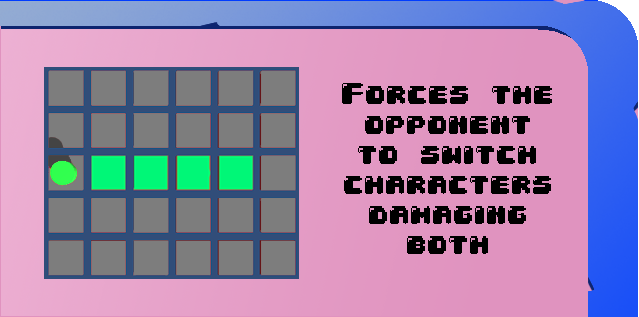 Forces the
opponent
to switch
characters
damaging
both